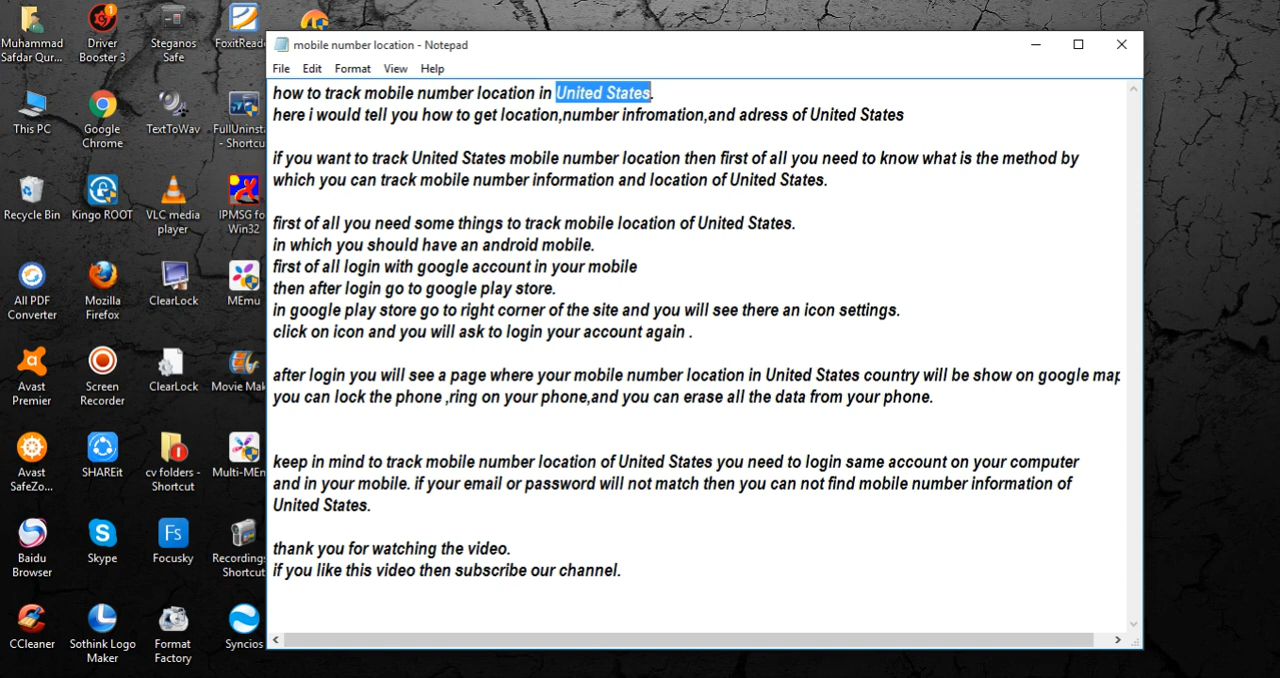 Muhammad Safdar Qur...
Driver Booster 3
Steganos Safe
FoxitReade
This PC
Google Chrome
TextToWav
FullUninsta - Shortcu
Recycle Bin
Kingo ROOT
VLC media player
IPMSG fo Win32
All PDF Converter
Mozilla Firefox
ClearLock
MEmu
Avast Premier
Screen Recorder
ClearLock
Movie Mak
Avast SafeZo...
SHAREit
cv folders - Shortcut
Multi-MEn
Baidu Browser
Skype
Fs
Focusky
Recordings Shortcut
CCleaner
Sothink Logo Maker
Format Factory
Syncios
mobile number location - Notepad
File Edit Format View Help
how to track mobile number location in United States.
here i would tell you how to get location,number infromation,and adress of United States
if you want to track United States mobile number location then first of all you need to know what is the method by
which you can track mobile number information and location of United States.
first of all you need some things to track mobile location of United States.
in which you should have an android mobile.
first of all login with google account in your mobile
then after login go to google play store.
in google play store go to right corner of the site and you will see there an icon settings.
click on icon and you will ask to login your account again .
after login you will see a page where your mobile number location in United States country will be show on google map
you can lock the phone ,ring on your phone,and you can erase all the data from your phone.
keep in mind to track mobile number location of United States you need to login same account on your computer
and in your mobile. if your email or password will not match then you can not find mobile number information of
United States.
thank you for watching the video.
if you like this video then subscribe our channel.